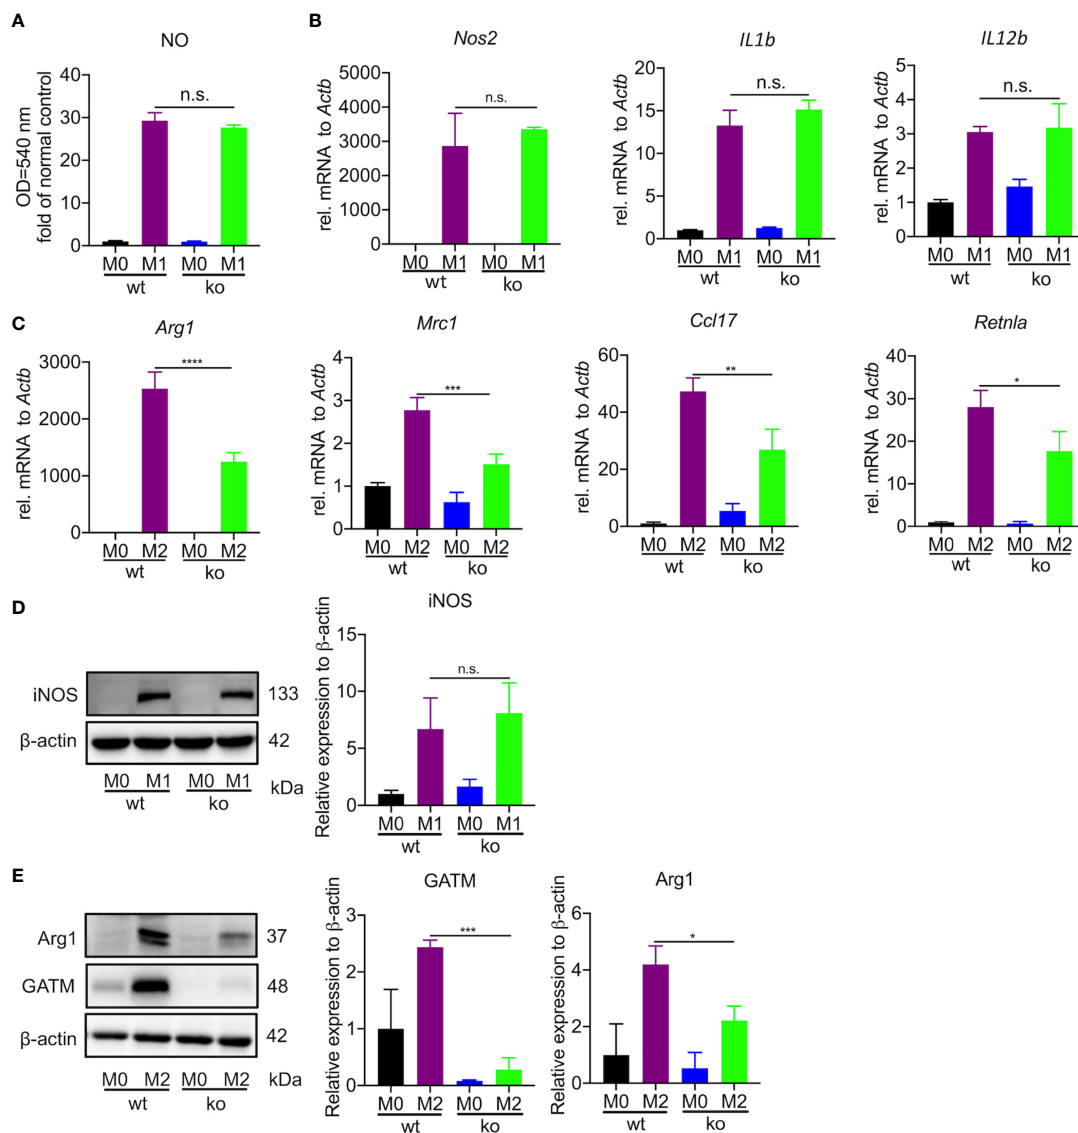 A
NO
OD=540 nm
fold of normal control
40
30
20
10
0
n.s.
M0 M1 M0 M1
wt ko
B
Nos2
rel. mRNA to Actb
5000
4000
3000
2000
1000
0
n.s.
M0 M1 M0 M1
wt ko
IL1b
rel. mRNA to Actb
20
15
10
5
0
n.s.
M0 M1 M0 M1
wt ko
IL12b
rel. mRNA to Actb
5
4
3
2
1
0
n.s.
M0 M1 M0 M1
wt ko
C
Arg1
rel. mRNA to Actb
3000
2000
1000
0
****
M0 M2 M0 M2
wt ko
Mrc1
rel. mRNA to Actb
4
3
2
1
0
***
M0 M2 M0 M2
wt ko
Ccl17
rel. mRNA to Actb
60
40
20
0
**
M0 M2 M0 M2
wt ko
Retnla
rel. mRNA to Actb
40
30
20
10
0
*
M0 M2 M0 M2
wt ko
D
iNOS 133
β-actin 42
M0 M1 M0 M1 kDa
wt ko
iNOS
Relative expression to β-actin
15
10
5
0
n.s.
M0 M1 M0 M1
wt ko
E
Arg1 37
GATM 48
β-actin 42
M0 M2 M0 M2 kDa
wt ko
GATM
Relative expression to β-actin
3
2
1
0
***
M0 M2 M0 M2
wt ko
Arg1
Relative expression to β-actin
6
4
2
0
*
M0 M2 M0 M2
wt ko